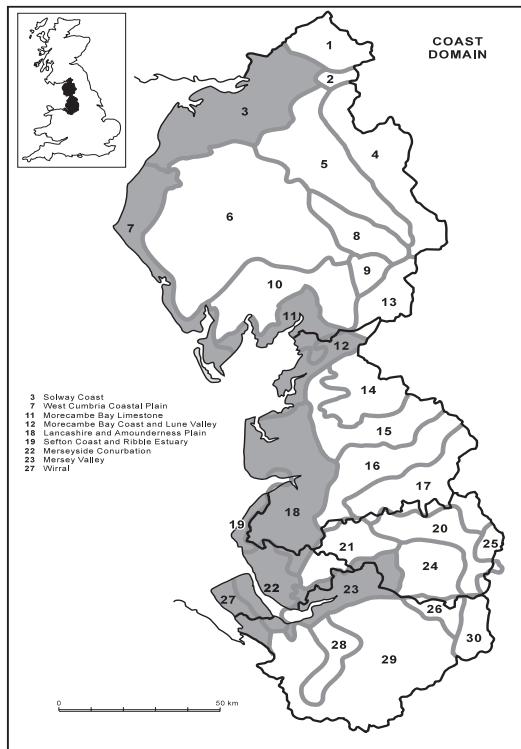 COAST
DOMAIN
1
2
3
4
5
6
7
8
9
10
13
11
12
3 Solway Coast
7 West Cumbria Coastal Plain
11 Morecambe Bay Limestone
12 Morecambe Bay Coast and Lune Valley
18 Lancashire and Amounderness Plain
19 Sefton Coast and Ribble Estuary
22 Merseyside Conurbation
23 Mersey Valley
27 Wirral
14
15
16
17
18
19
20
21
25
24
22
23
27
26
28
29
30
0 50 km